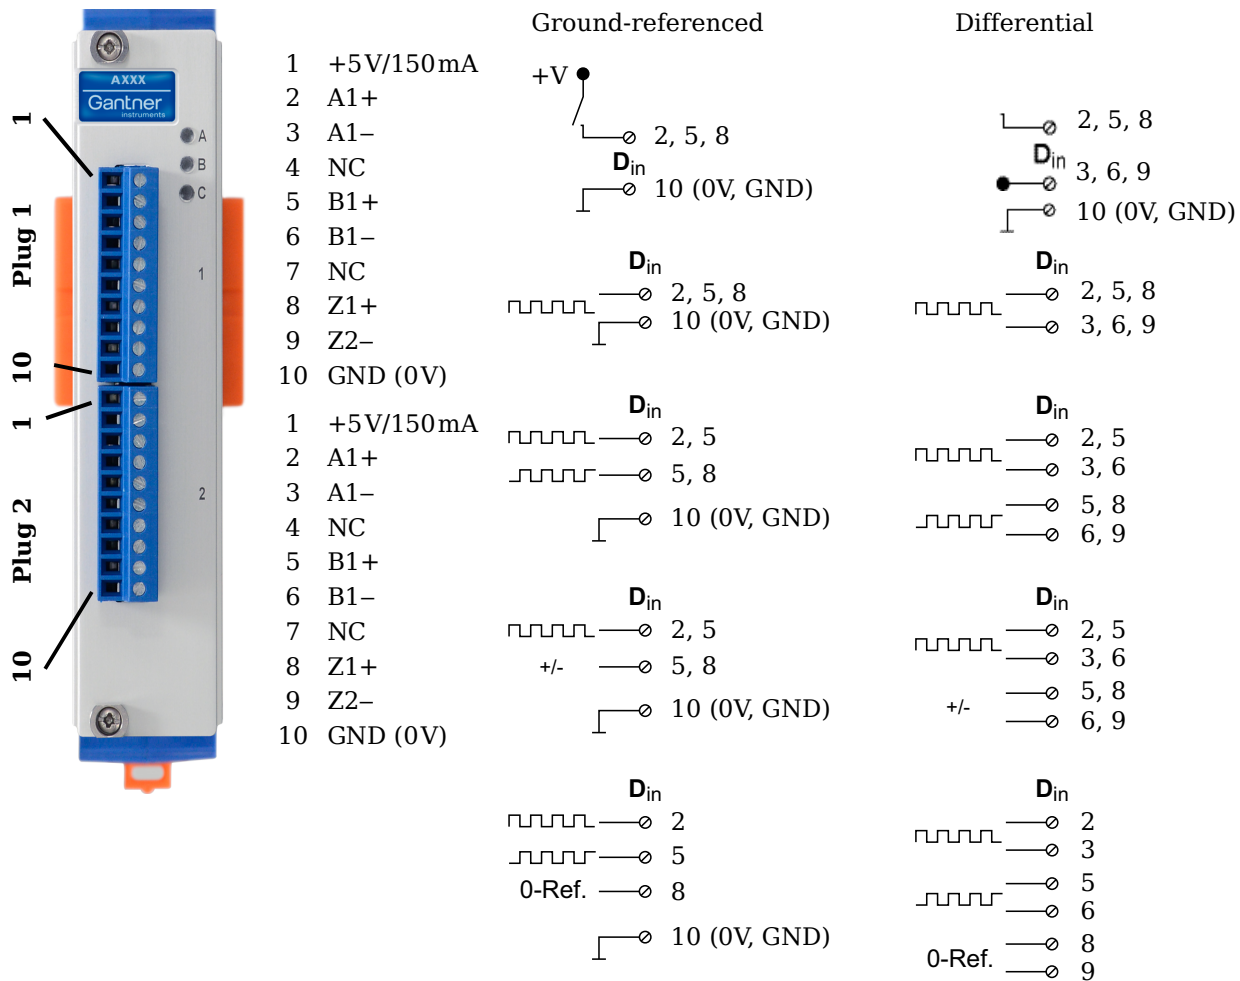 Ground-referenced
Differential
AXXX
Gantner
instruments
A
B
C
1
2
1
Plug 1
10
1
Plug 2
10
1 +5V/150mA
2 A1+
3 A1–
4 NC
5 B1+
6 B1–
7 NC
8 Z1+
9 Z2–
10 GND (0V)
1 +5V/150mA
2 A1+
3 A1–
4 NC
5 B1+
6 B1–
7 NC
8 Z1+
9 Z2–
10 GND (0V)
+V
2, 5, 8
Din
10 (0V, GND)
Din
2, 5, 8
10 (0V, GND)
Din
2, 5
5, 8
10 (0V, GND)
Din
2, 5
+/- 5, 8
10 (0V, GND)
Din
2
5
0-Ref. 8
10 (0V, GND)
2, 5, 8
Din
3, 6, 9
10 (0V, GND)
Din
2, 5, 8
3, 6, 9
Din
2, 5
3, 6
5, 8
6, 9
Din
2, 5
3, 6
5, 8
+/-
6, 9
Din
2
3
5
6
8
0-Ref.
9